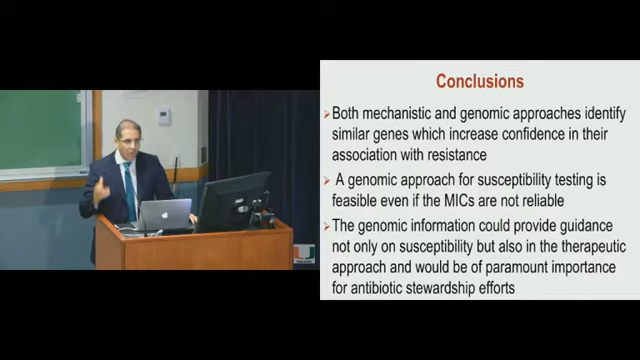 Conclusions
Both mechanistic and genomic approaches identify
similar genes which increase confidence in their
association with resistance
A genomic approach for susceptibility testing is
feasible even if the MICs are not reliable
The genomic information could provide guidance
not only on susceptibility but also in the therapeutic
approach and would be of paramount importance
for antibiotic stewardship efforts